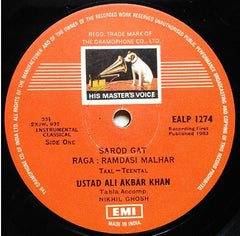 REGD. TRADE MARK OF
THE GRAMOPHONE CO., LTD.
HIS MASTER'S VOICE
EALP 1274
INSTRUMENTAL
CLASSICAL
SIDE ONE
Recording First
Published 1963
SAROD GAT
RAGA : RAMDASI MALHAR
TAAL–TEENTAL
USTAD ALI AKBAR KHAN
Tabla Accomp.
NIKHIL GHOSH
EMI
MADE IN INDIA.